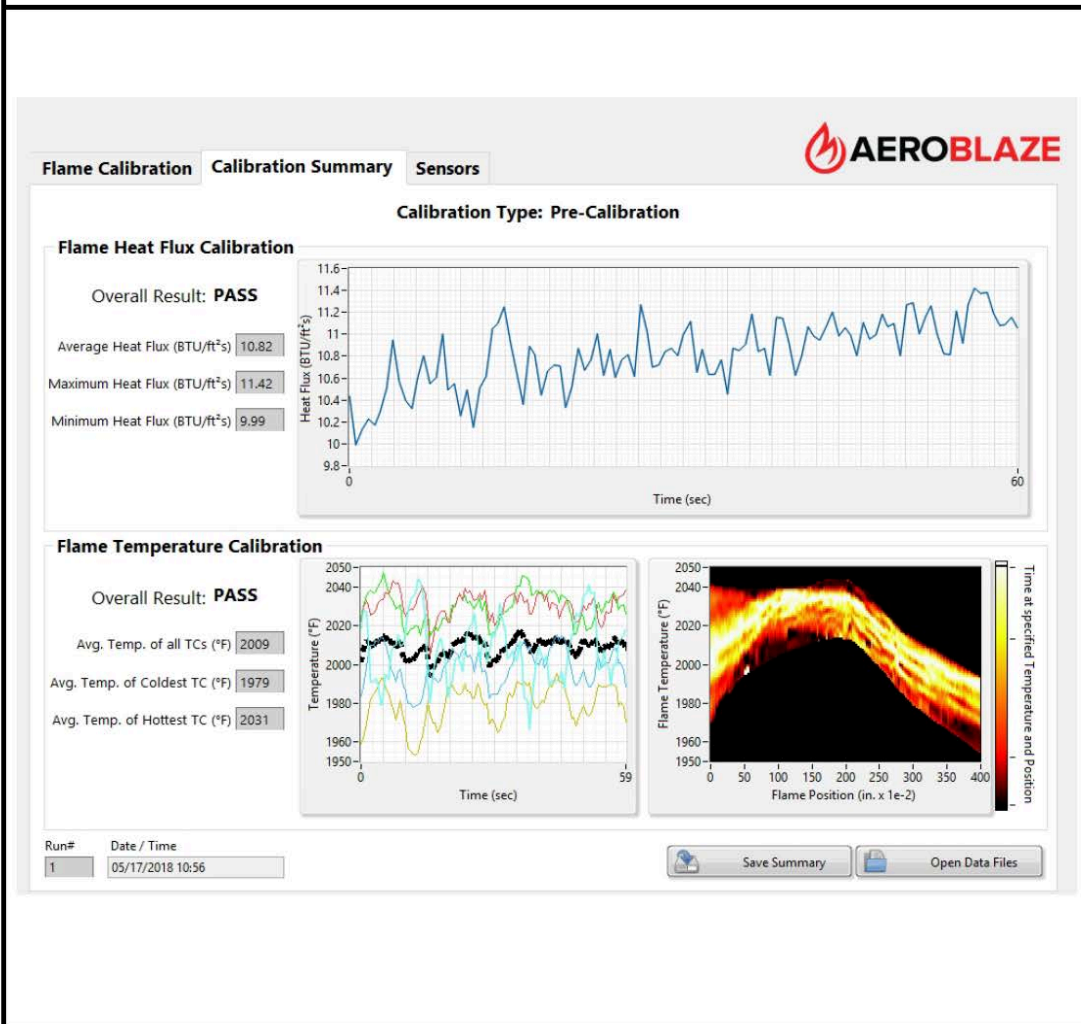 AEROBLAZE
Flame Calibration
Calibration Summary
Sensors
Calibration Type: Pre-Calibration
Flame Heat Flux Calibration
Overall Result: PASS
Average Heat Flux (BTU/ft²s) 10.82
Maximum Heat Flux (BTU/ft²s) 11.42
Minimum Heat Flux (BTU/ft²s) 9.99
Heat Flux (BTU/ft²s)
11.6
11.4
11.2
11
10.8
10.6
10.4
10.2
10
9.8
0
60
Time (sec)
Flame Temperature Calibration
Overall Result: PASS
Avg. Temp. of all TCs (°F) 2009
Avg. Temp. of Coldest TC (°F) 1979
Avg. Temp. of Hottest TC (°F) 2031
Temperature (°F)
2050
2040
2020
2000
1980
1960
1950
0
59
Time (sec)
Flame Temperature (°F)
2050
2040
2020
2000
1980
1960
1950
0 50 100 150 200 250 300 350 400
Flame Position (in. x 1e-2)
Time at specified Temperature and Position
Run#
1
Date / Time
05/17/2018 10:56
Save Summary
Open Data Files